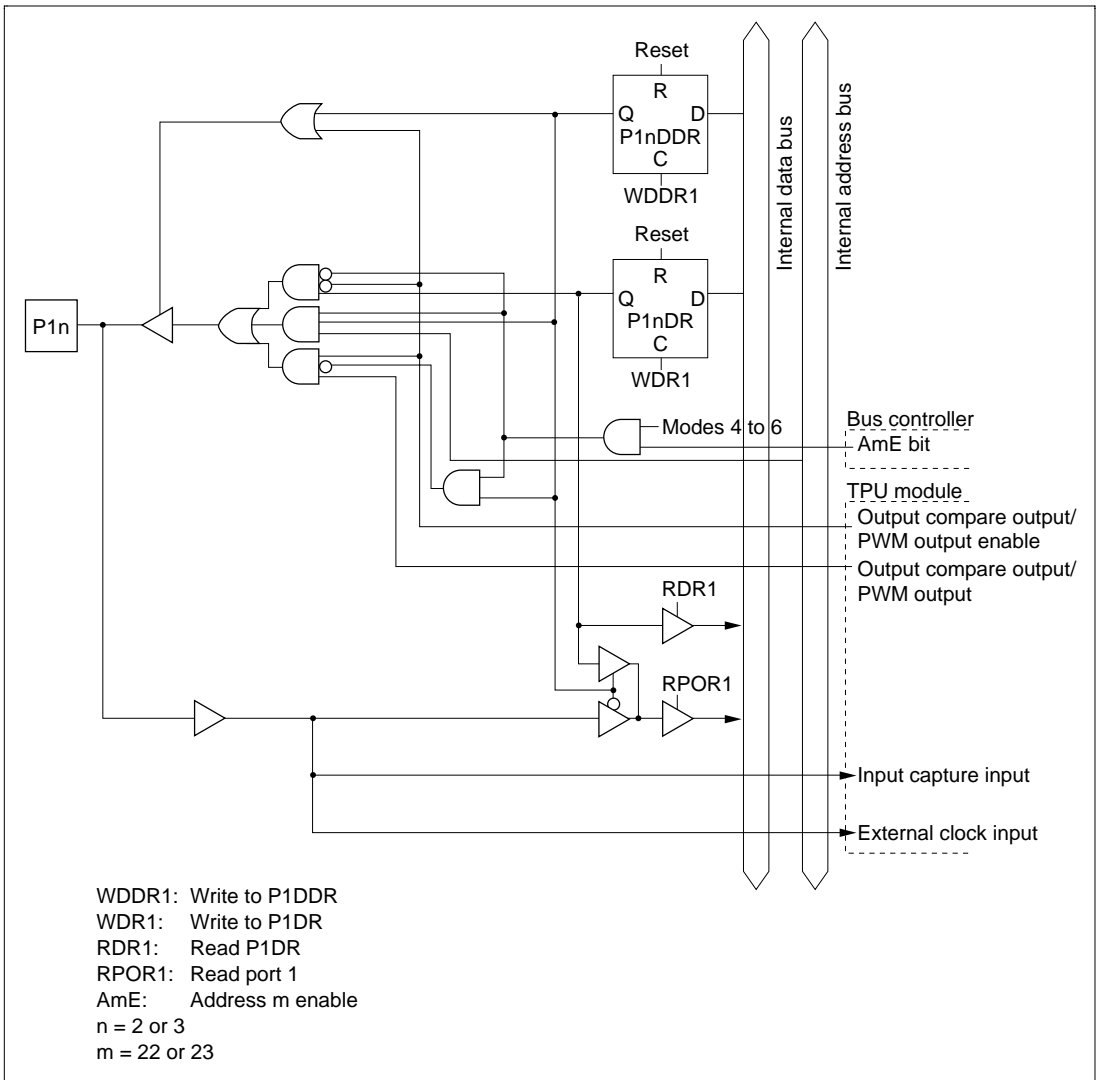 Reset
R
Q D
P1nDDR
C
WDDR1
Reset
R
Q D
P1nDR
C
WDR1
Internal data bus
Internal address bus
P1n
Modes 4 to 6
Bus controller
AmE bit
TPU module
Output compare output/
PWM output enable
Output compare output/
PWM output
RDR1
RPOR1
Input capture input
External clock input
WDDR1: Write to P1DDR
WDR1: Write to P1DR
RDR1: Read P1DR
RPOR1: Read port 1
AmE: Address m enable
n = 2 or 3
m = 22 or 23